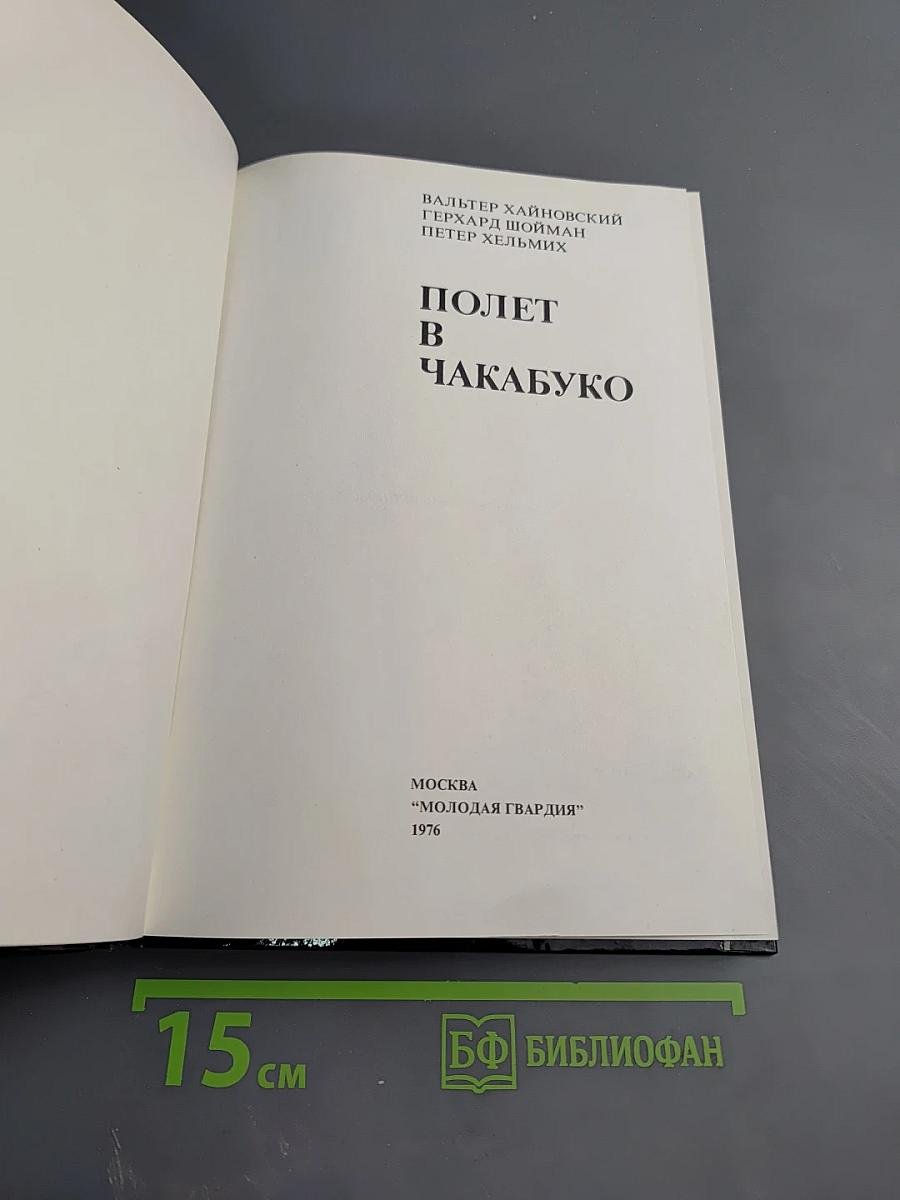 ВАЛЬТЕР ХАЙНОВСКИЙ
ГЕРХАРД ШОЙМАН
ПЕТЕР ХЕЛЬМИХ
ПОЛЕТ
В
ЧАКАБУКО
МОСКВА
“МОЛОДАЯ ГВАРДИЯ”
1976
15 см
БФ БИБЛИОФАН